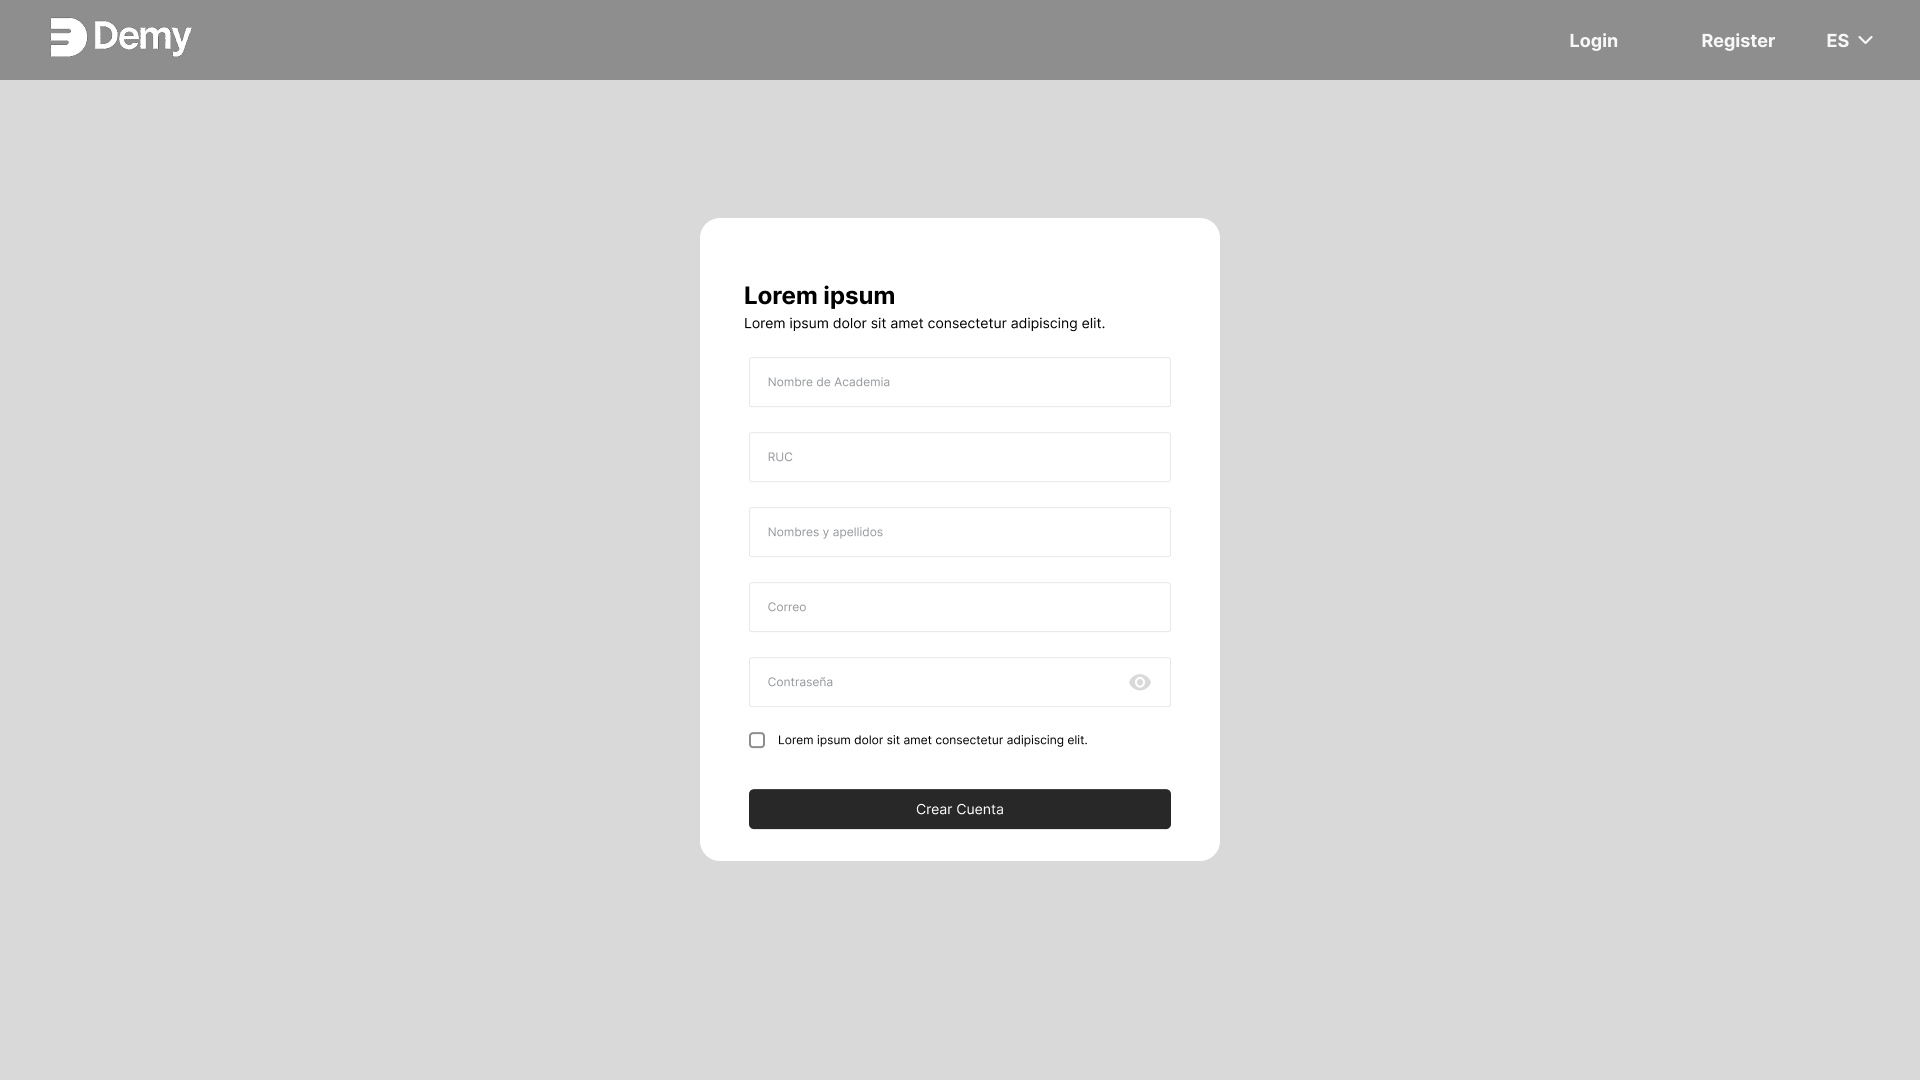 Demy
Login
Register
ES
Lorem ipsum
Lorem ipsum dolor sit amet consectetur adipiscing elit.
Nombre de Academia
RUC
Nombres y apellidos
Correo
Contraseña
Lorem ipsum dolor sit amet consectetur adipiscing elit.
Crear Cuenta